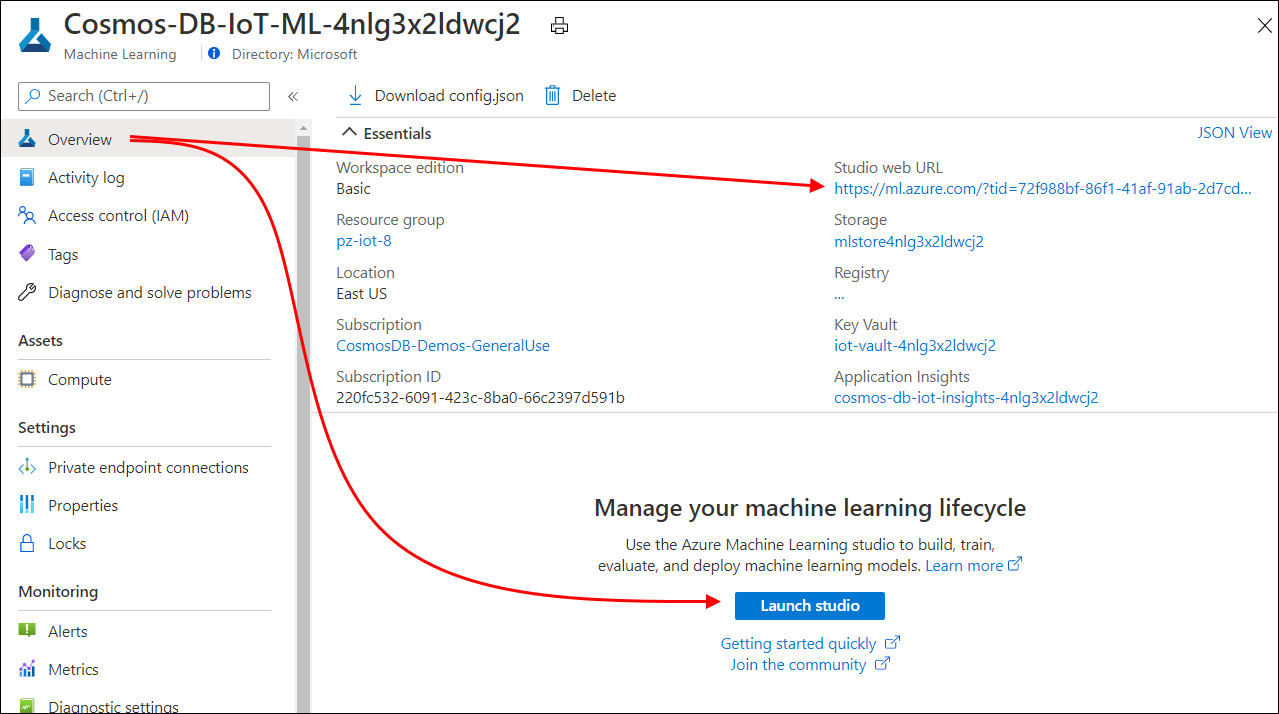 Cosmos-DB-IoT-ML-4nlg3x2ldwcj2
Machine Learning
Directory: Microsoft
Search (Ctrl+/)
Overview
Activity log
Access control (IAM)
Tags
Diagnose and solve problems
Assets
Compute
Settings
Private endpoint connections
Properties
Locks
Monitoring
Alerts
Metrics
Diagnostic settings
Download config.json
Delete
Essentials
JSON View
Workspace edition
Basic
Resource group
pz-iot-8
Location
East US
Subscription
CosmosDB-Demos-GeneralUse
Subscription ID
220fc532-6091-423c-8ba0-66c2397d591b
Studio web URL
https://ml.azure.com/?tid=72f988bf-86f1-41af-91ab-2d7cd...
Storage
mlstore4nlg3x2ldwcj2
Registry
...
Key Vault
iot-vault-4nlg3x2ldwcj2
Application Insights
cosmos-db-iot-insights-4nlg3x2ldwcj2
Manage your machine learning lifecycle
Use the Azure Machine Learning studio to build, train,
evaluate, and deploy machine learning models. Learn more
Launch studio
Getting started quickly
Join the community